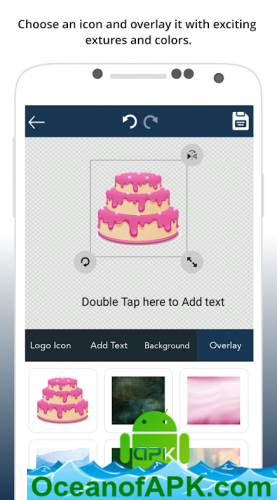 Choose an icon and overlay it with exciting
extures and colors.
Double Tap here to Add text
Logo Icon Add Text Background Overlay
apk
OceanofAPK.com